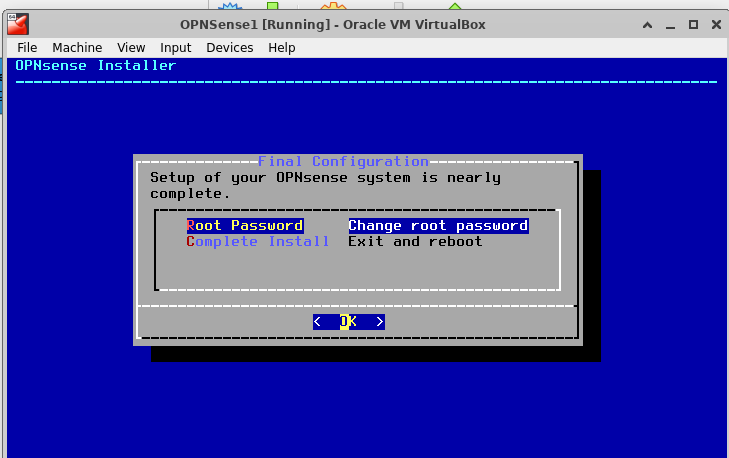 OPNSense1 [Running] - Oracle VM VirtualBox
File Machine View Input Devices Help
OPNsense Installer
Final Configuration
Setup of your OPNsense system is nearly
complete.
Root Password Change root password
Complete Install Exit and reboot
< OK >